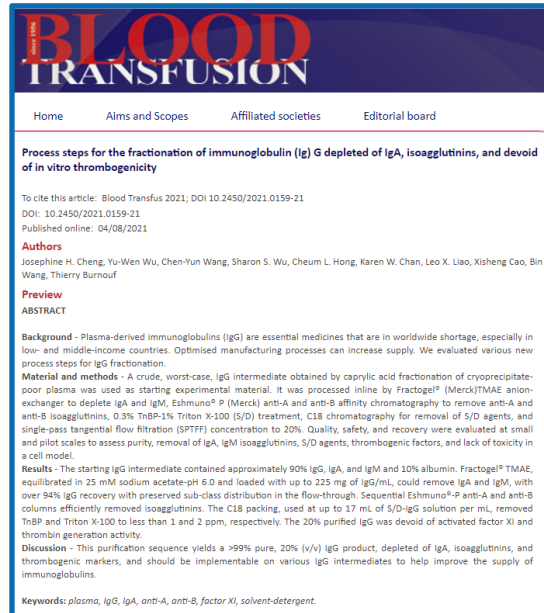 since 1956
BLOOD
TRANSFUSION
Home Aims and Scopes Affiliated societies Editorial board
Process steps for the fractionation of immunoglobulin (Ig) G depleted of IgA, isoagglutinins, and devoid
of in vitro thrombogenicity
To cite this article: Blood Transfus 2021; DOI 10.2450/2021.0159-21
DOI: 10.2450/2021.0159-21
Published online: 04/08/2021
Authors
Josephine H. Cheng, Yu-Wen Wu, Chen-Yun Wang, Sharon S. Wu, Cheum L. Hong, Karen W. Chan, Leo X. Liao, Xisheng Cao, Bin
Wang, Thierry Burnouf
Preview
ABSTRACT
Background - Plasma-derived immunoglobulins (IgG) are essential medicines that are in worldwide shortage, especially in
low- and middle-income countries. Optimised manufacturing processes can increase supply. We evaluated various new
process steps for IgG fractionation.
Material and methods - A crude, worst-case, IgG intermediate obtained by caprylic acid fractionation of cryoprecipitate-
poor plasma was used as starting experimental material. It was processed inline by Fractogel® (Merck)TMAE anion-
exchanger to deplete IgA and IgM, Eshmuno® P (Merck) anti-A and anti-B affinity chromatography to remove anti-A and
anti-B isoagglutinins, 0.3% TnBP-1% Triton X-100 (S/D) treatment, C18 chromatography for removal of S/D agents, and
single-pass tangential flow filtration (SPTFF) concentration to 20%. Quality, safety, and recovery were evaluated at small
and pilot scales to assess purity, removal of IgA, IgM isoagglutinins, S/D agents, thrombogenic factors, and lack of toxicity in
a cell model.
Results - The starting IgG intermediate contained approximately 90% IgG, IgA, and IgM and 10% albumin. Fractogel® TMAE,
equilibrated in 25 mM sodium acetate-pH 6.0 and loaded with up to 225 mg of IgG/mL, could remove IgA and IgM, with
over 94% IgG recovery with preserved sub-class distribution in the flow-through. Sequential Eshmuno®-P anti-A and anti-B
columns efficiently removed isoagglutinins. The C18 packing, used at up to 17 mL of S/D-IgG solution per mL, removed
TnBP and Triton X-100 to less than 1 and 2 ppm, respectively. The 20% purified IgG was devoid of activated factor XI and
thrombin generation activity.
Discussion - This purification sequence yields a >99% pure, 20% (v/v) IgG product, depleted of IgA, isoagglutinins, and
thrombogenic markers, and should be implementable on various IgG intermediates to help improve the supply of
immunoglobulins.
Keywords: plasma, IgG, IgA, anti-A, anti-B, factor XI, solvent-detergent.